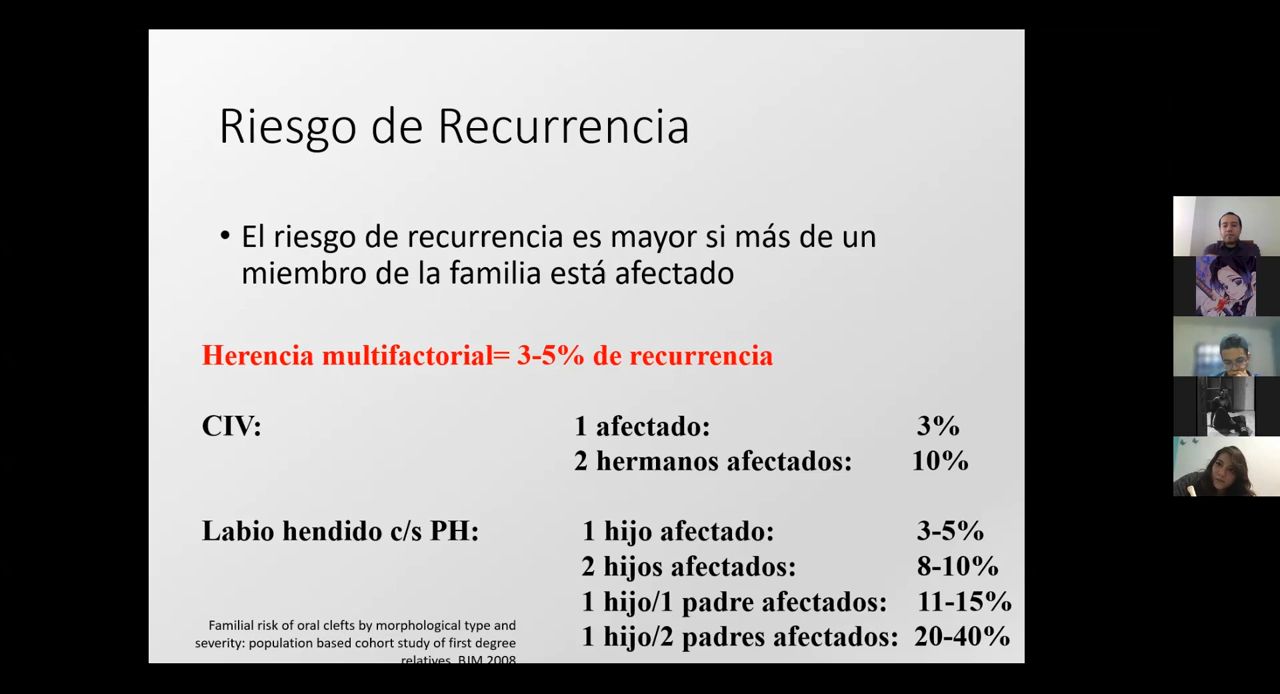 Riesgo de Recurrencia
• El riesgo de recurrencia es mayor si más de un
miembro de la familia está afectado
Herencia multifactorial= 3-5% de recurrencia
CIV: 1 afectado: 3%
2 hermanos afectados: 10%
Labio hendido c/s PH: 1 hijo afectado: 3-5%
2 hijos afectados: 8-10%
1 hijo/1 padre afectados: 11-15%
1 hijo/2 padres afectados: 20-40%
Familial risk of oral clefts by morphological type and
severity: population based cohort study of first degree
relatives. BJM 2008